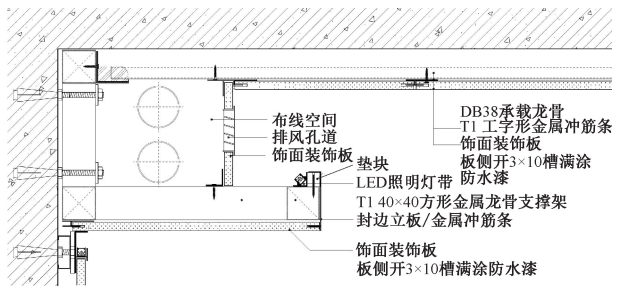 布线空间
排风孔道
饰面装饰板
DB38承载龙骨
T1 工字形金属冲筋条
饰面装饰板
板侧开3×10槽满涂
防水漆
垫块
LED照明灯带
T1 40×40方形金属龙骨支撑架
封边立板/金属冲筋条
饰面装饰板
板侧开3×10槽满涂防水漆